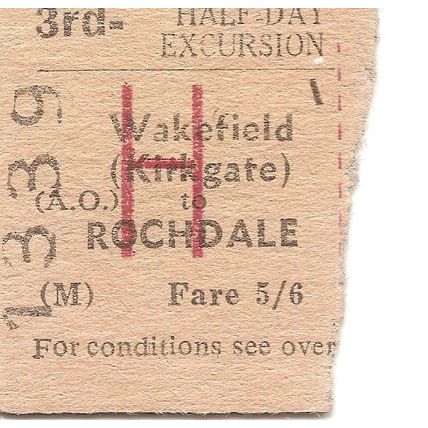 3rd- HALF-DAY
EXCURSION
H
Wakefield
(Kirkgate)
(A.O.) to
ROCHDALE
(M) Fare 5/6
For conditions see over
1339